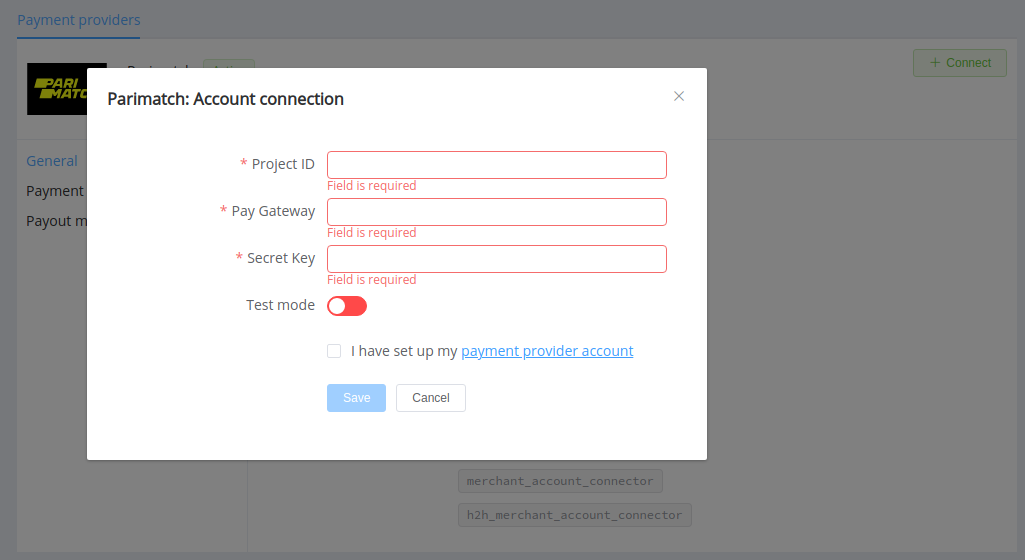 Payment providers
PARI
MATC
Connect
Parimatch: Account connection
General
Payment
Payout m
* Project ID
Field is required
* Pay Gateway
Field is required
* Secret Key
Field is required
Test mode
I have set up my payment provider account
Save
Cancel
merchant_account_connector
h2h_merchant_account_connector